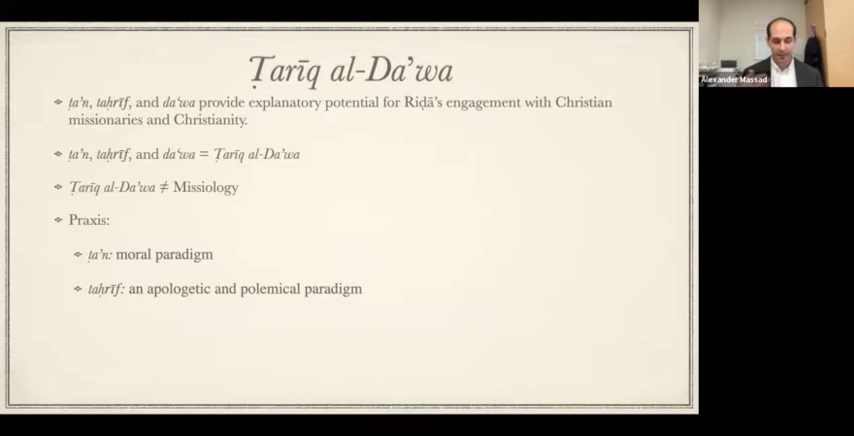 Ṭarīq al-Da’wa
ṭa’n, taḥrīf, and da‘wa provide explanatory potential for Riḍā’s engagement with Christian
missionaries and Christianity.
ṭa’n, taḥrīf, and da‘wa = Ṭarīq al-Da’wa
Ṭarīq al-Da’wa ≠ Missiology
Praxis:
ṭa’n: moral paradigm
taḥrīf: an apologetic and polemical paradigm
Alexander Massad